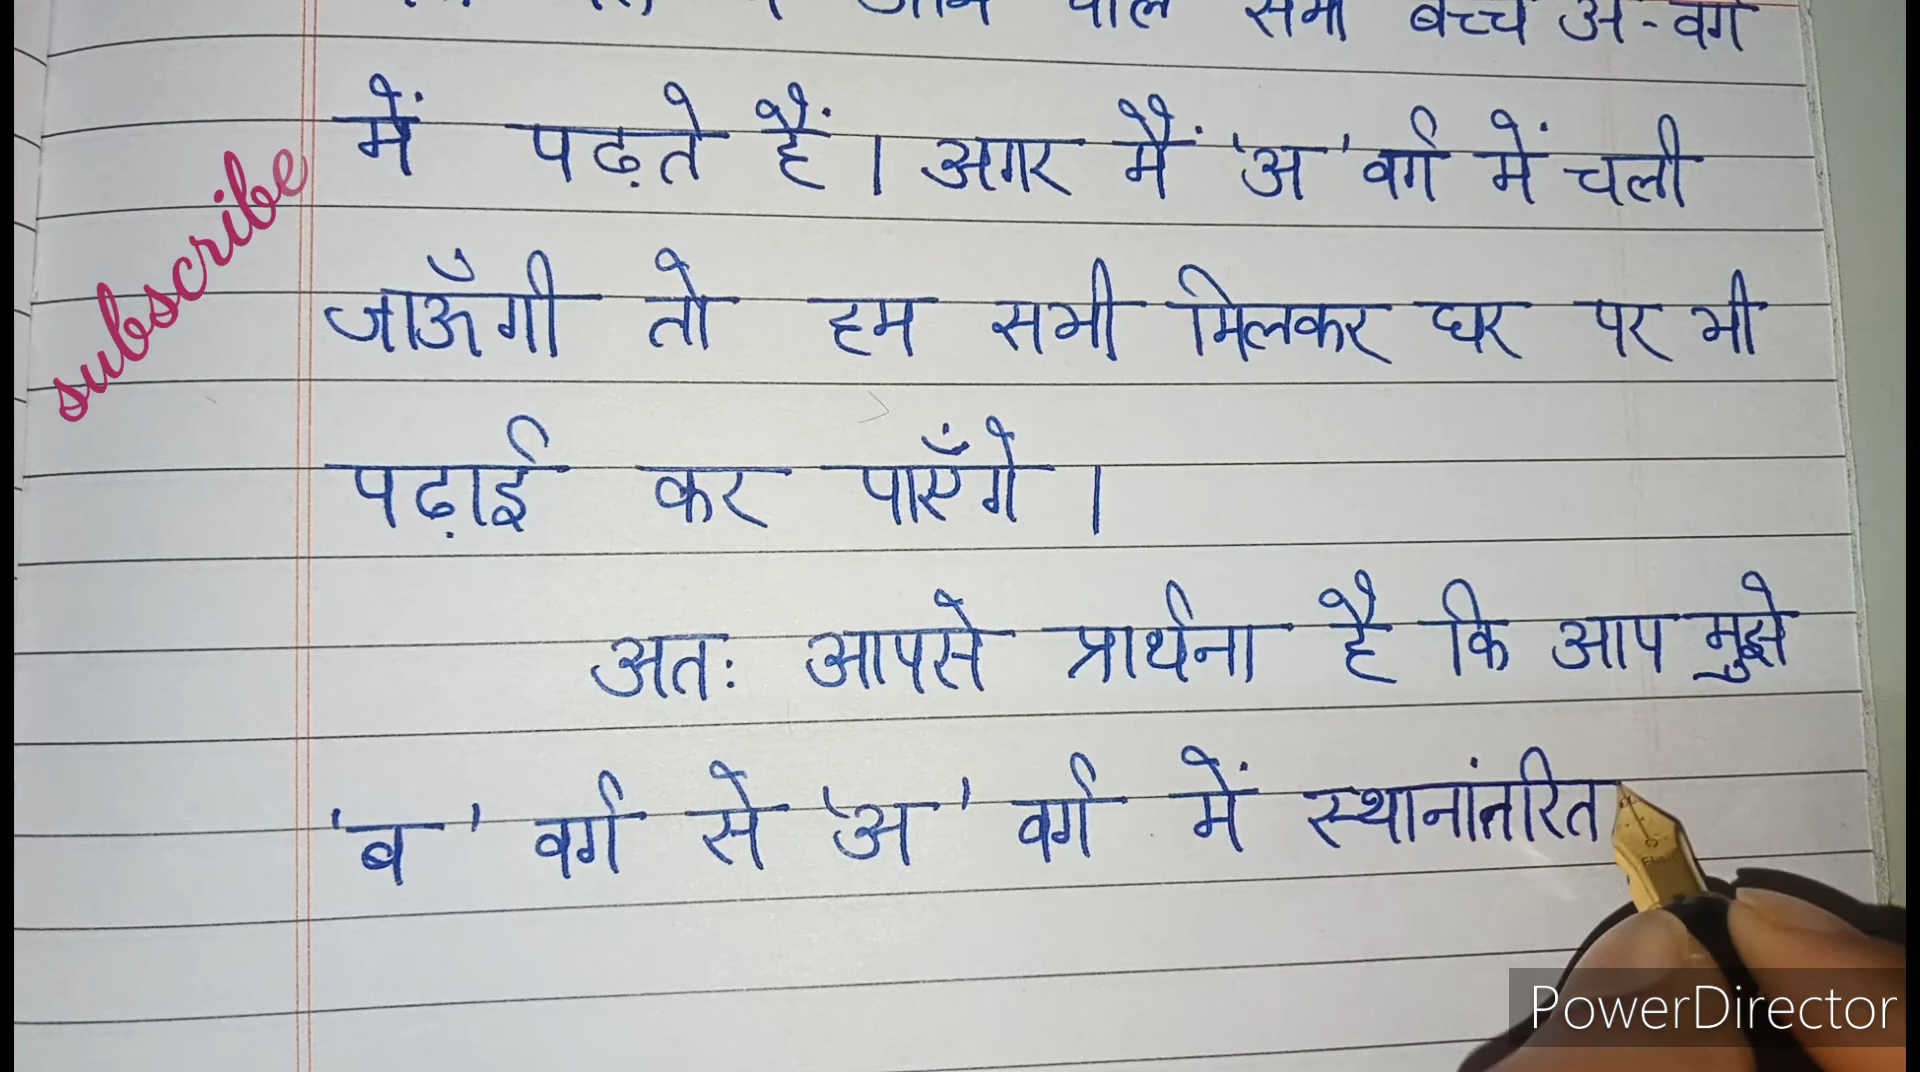 वाले सभी बच्चे अ-वर्ग
में पढ़ते हैं। अगर मैं 'अ' वर्ग में चली
जाऊँगी तो हम सभी मिलकर घर पर भी
पढ़ाई कर पाएँगे।
अतः आपसे प्रार्थना है कि आप मुझे
'ब' वर्ग से 'अ' वर्ग में स्थानांतरित
subscribe
PowerDirector